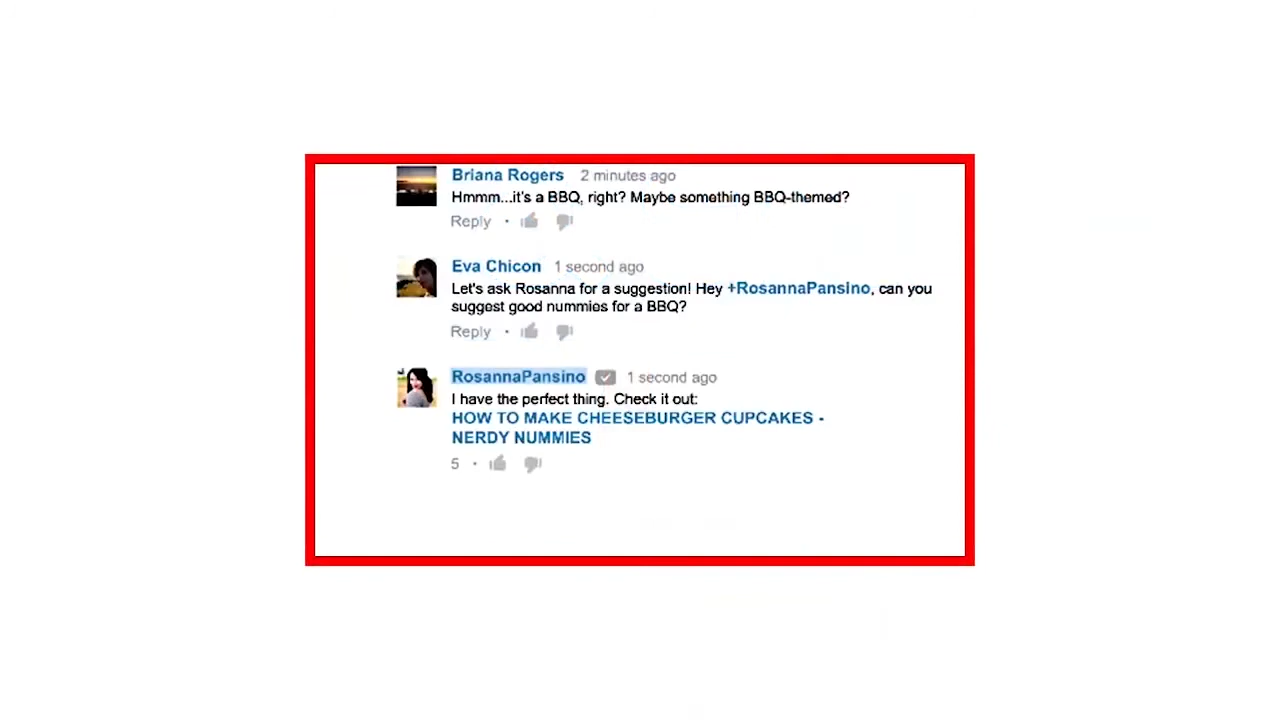 Briana Rogers 2 minutes ago
Hmmm...it's a BBQ, right? Maybe something BBQ-themed?
Reply •
Eva Chicon 1 second ago
Let's ask Rosanna for a suggestion! Hey +RosannaPansino, can you
suggest good nummies for a BBQ?
Reply •
RosannaPansino 1 second ago
I have the perfect thing. Check it out:
HOW TO MAKE CHEESEBURGER CUPCAKES -
NERDY NUMMIES
5 •